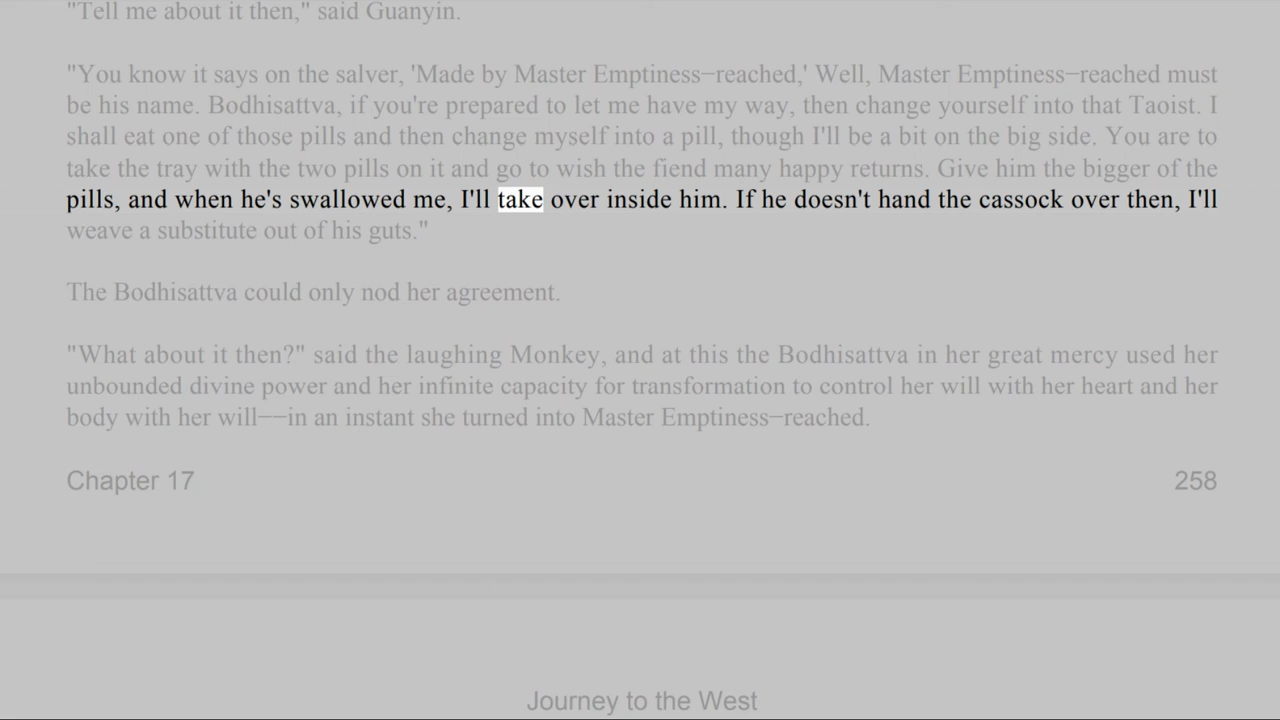 "Tell me about it then," said Guanyin.
"You know it says on the salver, 'Made by Master Emptiness−reached,' Well, Master Emptiness−reached must
be his name. Bodhisattva, if you're prepared to let me have my way, then change yourself into that Taoist. I
shall eat one of those pills and then change myself into a pill, though I'll be a bit on the big side. You are to
take the tray with the two pills on it and go to wish the fiend many happy returns. Give him the bigger of the
pills, and when he's swallowed me, I'll take over inside him. If he doesn't hand the cassock over then, I'll
weave a substitute out of his guts."
The Bodhisattva could only nod her agreement.
"What about it then?" said the laughing Monkey, and at this the Bodhisattva in her great mercy used her
unbounded divine power and her infinite capacity for transformation to control her will with her heart and her
body with her will−−in an instant she turned into Master Emptiness−reached.
Chapter 17 258
Journey to the West